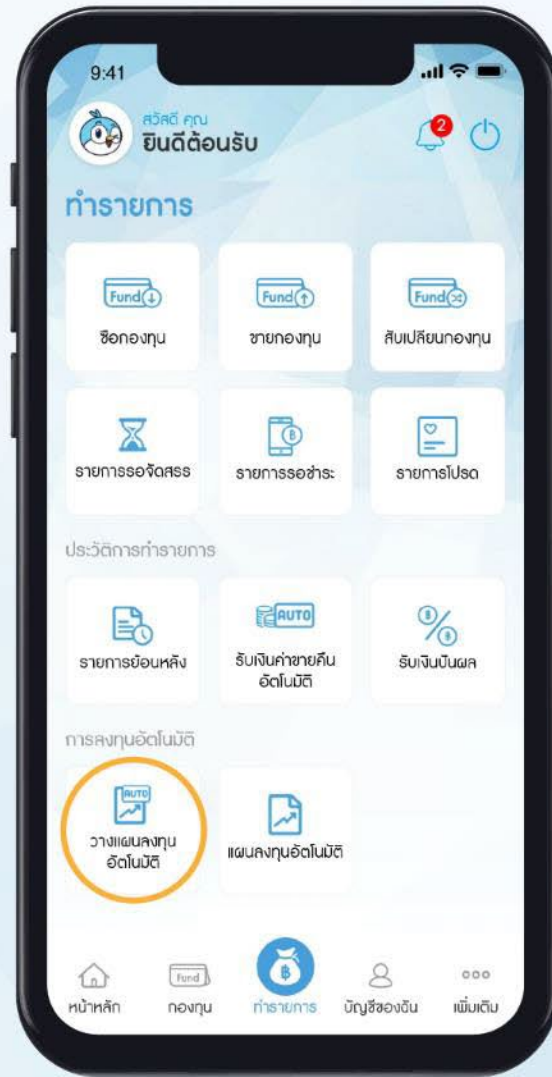 9:41
สวัสดี คุณ
ยินดีต้อนรับ
2
ทำรายการ
Fund
Fund
Fund
ซื้อกองทุน
ขายกองทุน
สับเปลี่ยนกองทุน
รายการรอจัดสรร
รายการรอชำระ
รายการโปรด
ประวัติการทำรายการ
AUTO
รายการย้อนหลัง
รับเงินค่าขายคืน
อัตโนมัติ
รับเงินปันผล
การลงทุนอัตโนมัติ
AUTO
วางแผนลงทุน
อัตโนมัติ
แผนลงทุนอัตโนมัติ
Fund
หน้าหลัก
กองทุน
ทำรายการ
บัญชีของฉัน
เพิ่มเติม